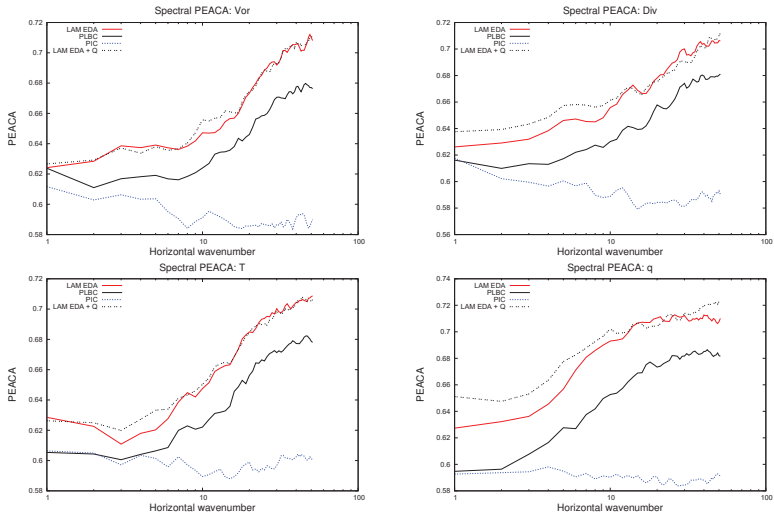 Spectral PEACA: Vor
LAM EDA
PLBC
PIC
LAM EDA + Q
PEACA
0.72
0.7
0.68
0.66
0.64
0.62
0.6
0.58
1
10
100
Horizontal wavenumber
Spectral PEACA: Div
LAM EDA
PLBC
PIC
LAM EDA + Q
PEACA
0.72
0.7
0.68
0.66
0.64
0.62
0.6
0.58
0.56
1
10
100
Horizontal wavenumber
Spectral PEACA: T
LAM EDA
PLBC
PIC
LAM EDA + Q
PEACA
0.72
0.7
0.68
0.66
0.64
0.62
0.6
0.58
1
10
100
Horizontal wavenumber
Spectral PEACA: q
LAM EDA
PLBC
PIC
LAM EDA + Q
PEACA
0.74
0.72
0.7
0.68
0.66
0.64
0.62
0.6
0.58
1
10
100
Horizontal wavenumber